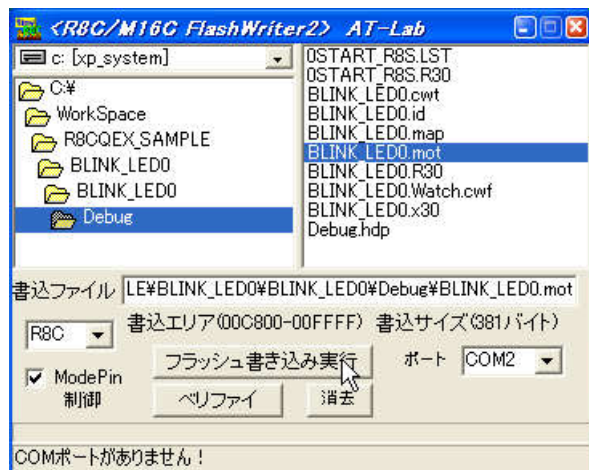 <R8C/M16C FlashWriter2> AT-Lab
c: [xp_system]
C:¥
WorkSpace
R8CQEX_SAMPLE
BLINK_LED0
BLINK_LED0
Debug
0START_R8S.LST
0START_R8S.R30
BLINK_LED0.cwt
BLINK_LED0.id
BLINK_LED0.map
BLINK_LED0.mot
BLINK_LED0.R30
BLINK_LED0.Watch.cwf
BLINK_LED0.x30
Debug.hdp
書込ファイル LE¥BLINK_LED0¥BLINK_LED0¥Debug¥BLINK_LED0.mot
R8C 書込エリア(00C800-00FFFF) 書込サイズ(381バイト)
フラッシュ書き込み実行 ポート COM2
ModePin
制御 ベリファイ 消去
COMポートがありません!